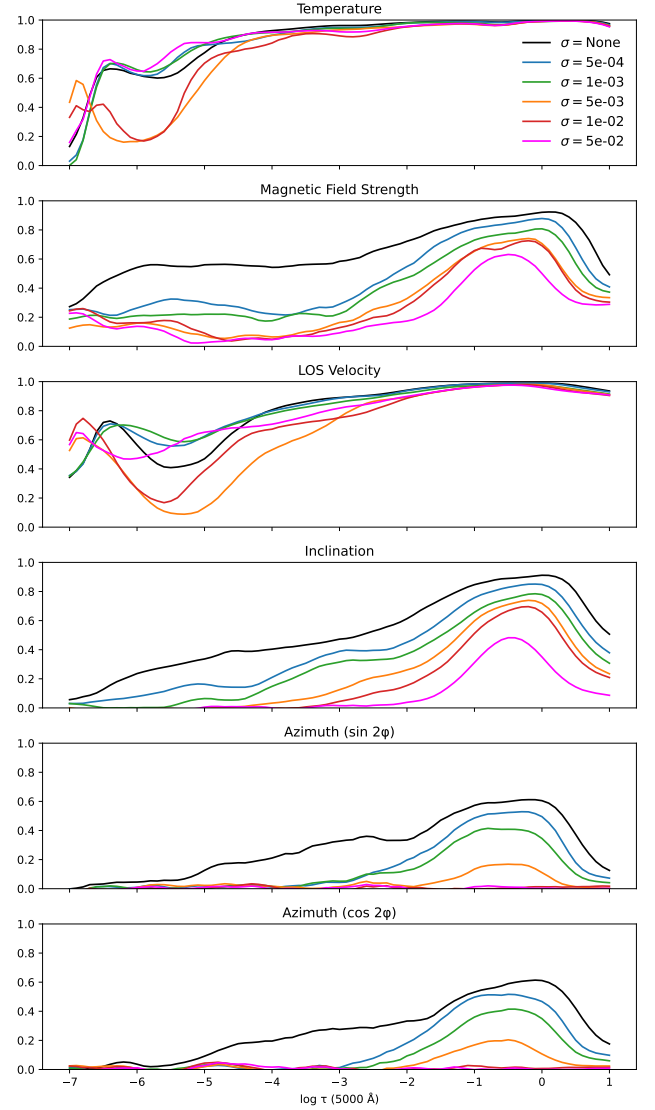 Temperature
1.0
0.8
0.6
0.4
0.2
0.0
σ = None
σ = 5e-04
σ = 1e-03
σ = 5e-03
σ = 1e-02
σ = 5e-02
Magnetic Field Strength
1.0
0.8
0.6
0.4
0.2
0.0
LOS Velocity
1.0
0.8
0.6
0.4
0.2
0.0
Inclination
1.0
0.8
0.6
0.4
0.2
0.0
Azimuth (sin 2φ)
1.0
0.8
0.6
0.4
0.2
0.0
Azimuth (cos 2φ)
1.0
0.8
0.6
0.4
0.2
0.0
−7 −6 −5 −4 −3 −2 −1 0 1
log τ (5000 Å)